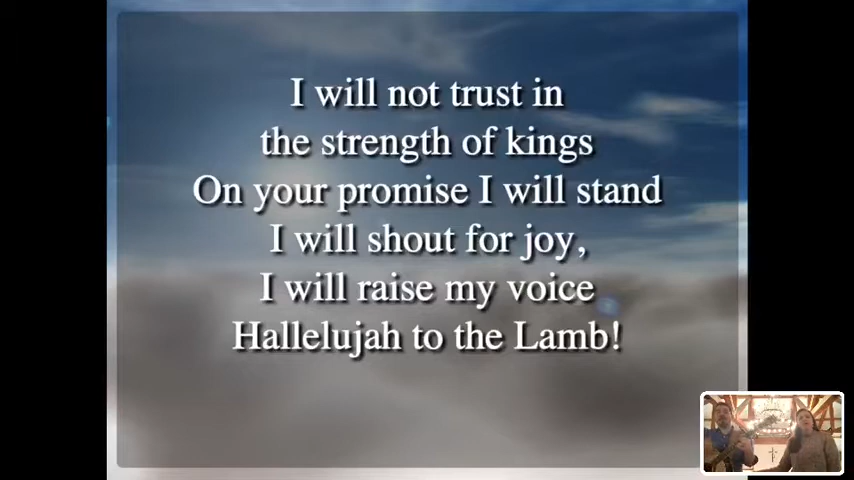 I will not trust in
the strength of kings
On your promise I will stand
I will shout for joy,
I will raise my voice
Hallelujah to the Lamb!